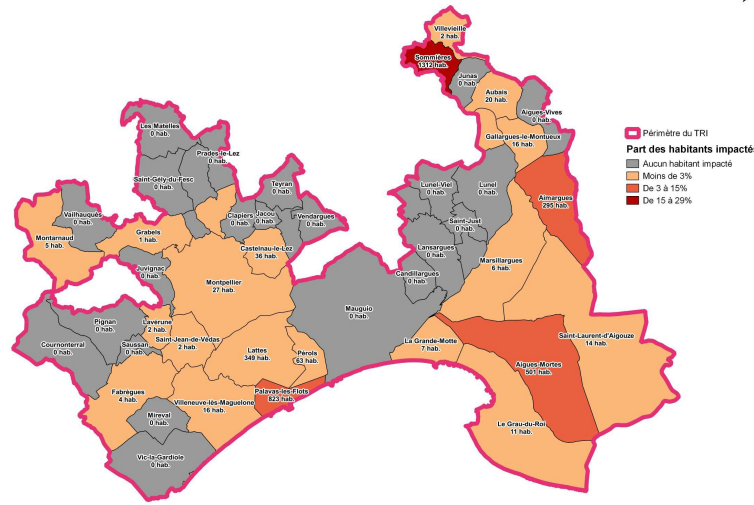 Villevieille
2 hab.
Sommières
1312 hab.
Junas
0 hab.
Aubais
20 hab.
Aigues-Vives
0 hab.
Gallargues-le-Montueux
16 hab.
Les Matelles
0 hab.
Prades-le-Lez
0 hab.
Saint-Gély-du-Fesc
0 hab.
Teyran
0 hab.
Lunel-Viel
0 hab.
Lunel
0 hab.
Aimargues
295 hab.
Vailhauquès
0 hab.
Clapiers
0 hab.
Jacou
0 hab.
Vendargues
0 hab.
Saint-Just
0 hab.
Montarnaud
5 hab.
Grabels
1 hab.
Castelnau-le-Lez
36 hab.
Lansargues
0 hab.
Marsillargues
6 hab.
Juvignac
0 hab.
Montpellier
27 hab.
Candillargues
0 hab.
Mauguio
0 hab.
Pignan
0 hab.
Lavérune
2 hab.
Saint-Jean-de-Védas
2 hab.
Cournonterral
0 hab.
Saussan
0 hab.
Lattes
349 hab.
Pérols
63 hab.
La Grande-Motte
7 hab.
Saint-Laurent-d'Aigouze
14 hab.
Aigues-Mortes
501 hab.
Fabrègues
4 hab.
Villeneuve-lès-Maguelone
16 hab.
Palavas-les-Flots
823 hab.
Mireval
0 hab.
Le Grau-du-Roi
11 hab.
Vic-la-Gardiole
0 hab.
Périmètre du TRI
Part des habitants impactés
Aucun habitant impacté
Moins de 3%
De 3 à 15%
De 15 à 29%